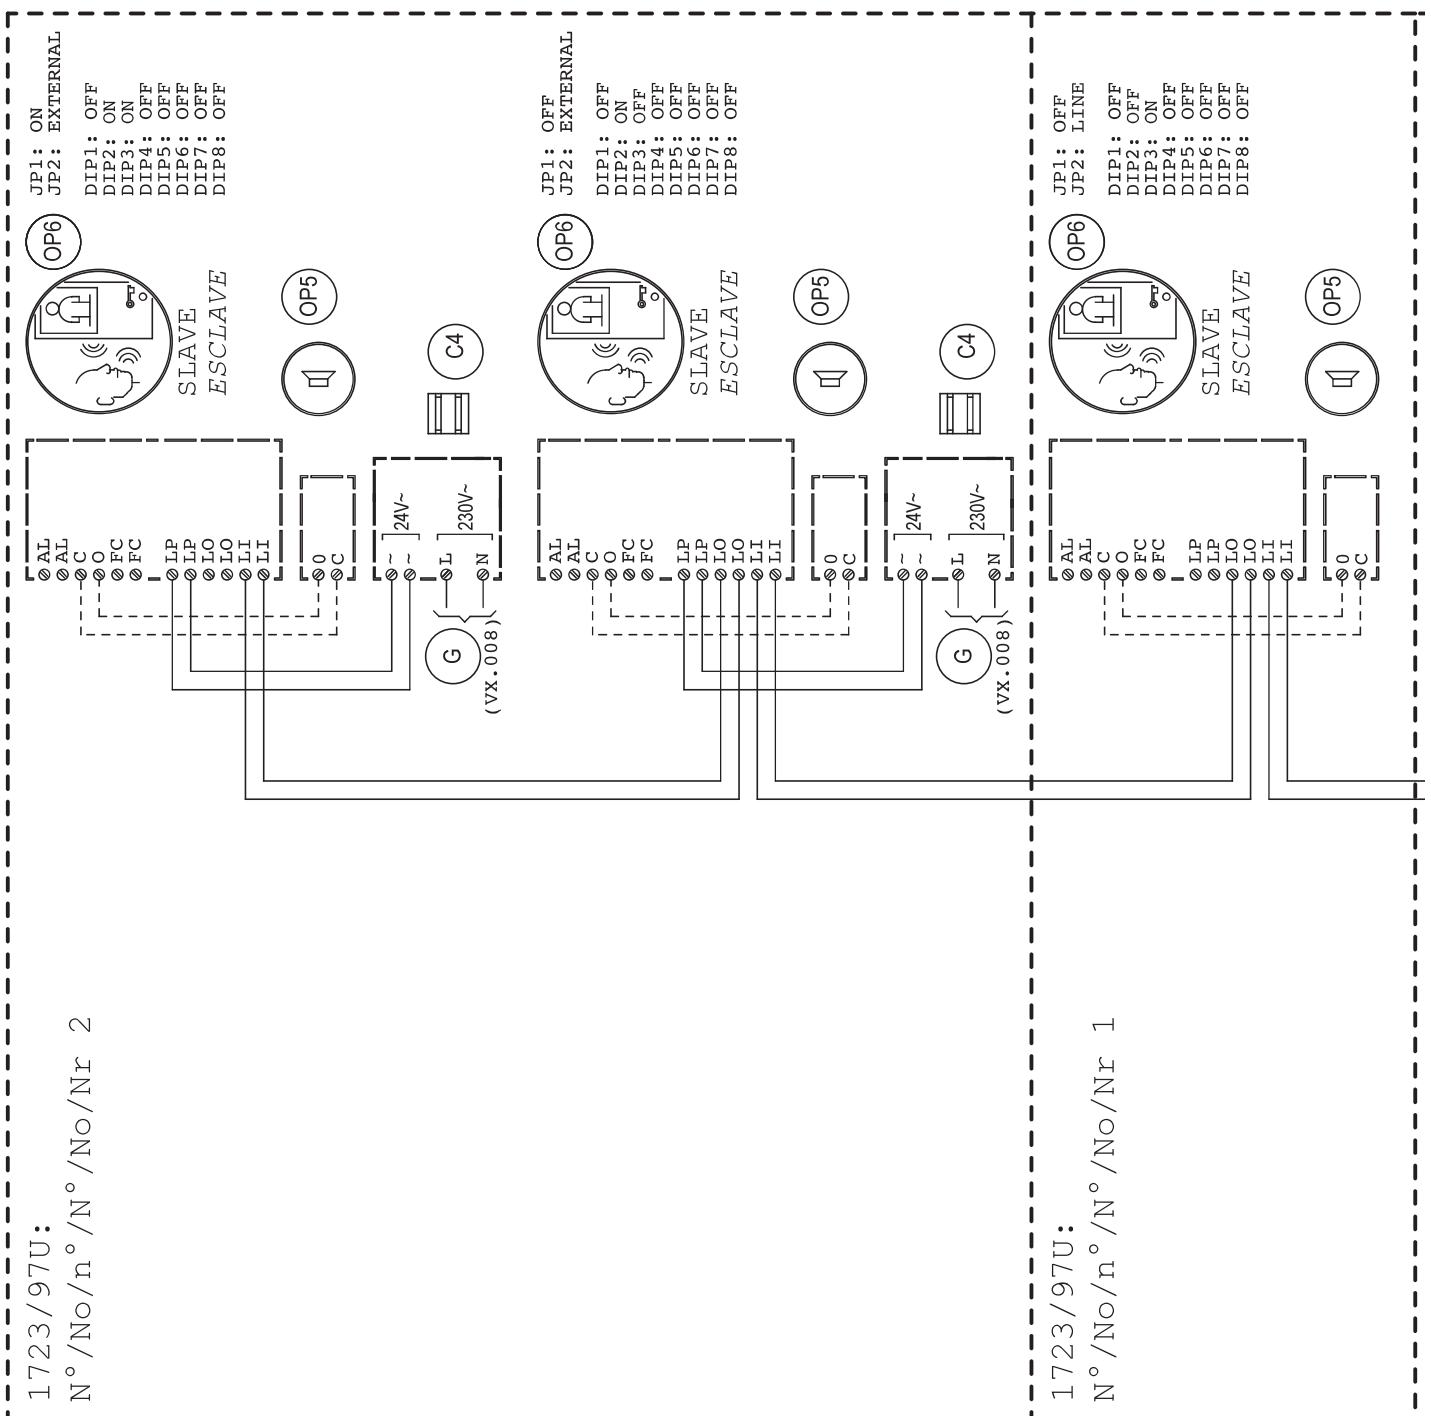 1723/97U:
N°/No/n°/N°/No/Nr 2
OP6
JP1: ON
JP2: EXTERNAL
DIP1: OFF
DIP2: ON
DIP3: ON
DIP4: OFF
DIP5: OFF
DIP6: OFF
DIP7: OFF
DIP8: OFF
SLAVE
ESCLAVE
AL
AL
C
O
FC
FC
LP
LP
LO
LO
LI
LI
OP5
0
C
C4
~
~
24V~
L
N
230V~
G
(VX.008)
OP6
JP1: OFF
JP2: EXTERNAL
DIP1: OFF
DIP2: ON
DIP3: OFF
DIP4: OFF
DIP5: OFF
DIP6: OFF
DIP7: OFF
DIP8: OFF
SLAVE
ESCLAVE
AL
AL
C
O
FC
FC
LP
LP
LO
LO
LI
LI
OP5
0
C
C4
~
~
24V~
L
N
230V~
G
(VX.008)
1723/97U:
N°/No/n°/N°/No/Nr 1
OP6
JP1: OFF
JP2: LINE
DIP1: OFF
DIP2: OFF
DIP3: ON
DIP4: OFF
DIP5: OFF
DIP6: OFF
DIP7: OFF
DIP8: OFF
SLAVE
ESCLAVE
AL
AL
C
O
FC
FC
LP
LP
LO
LO
LI
LI
OP5
0
C